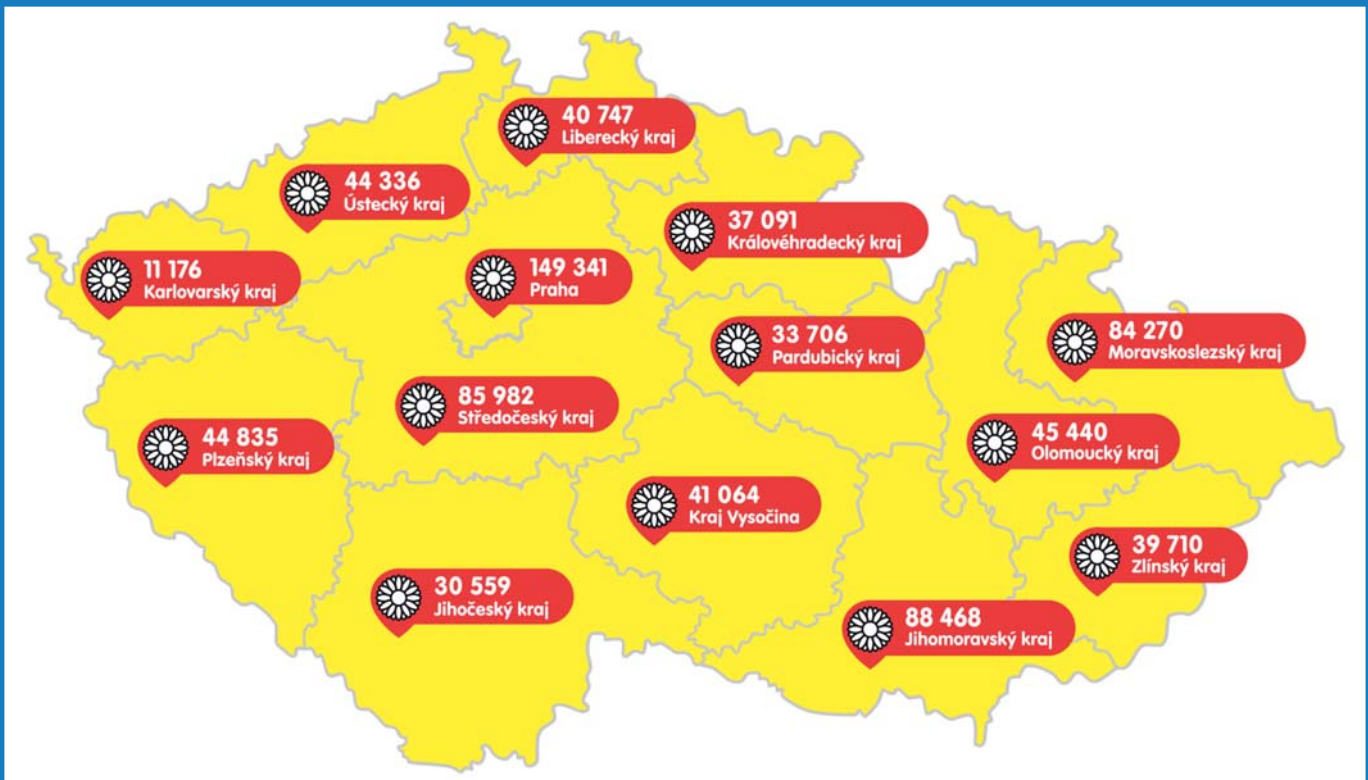 40 747
Liberecký kraj
44 336
Ústecký kraj
37 091
Královéhradecký kraj
11 176
Karlovarský kraj
149 341
Praha
33 706
Pardubický kraj
84 270
Moravskoslezský kraj
85 982
Středočeský kraj
44 835
Plzeňský kraj
45 440
Olomoucký kraj
41 064
Kraj Vysočina
39 710
Zlínský kraj
30 559
Jihočeský kraj
88 468
Jihomoravský kraj